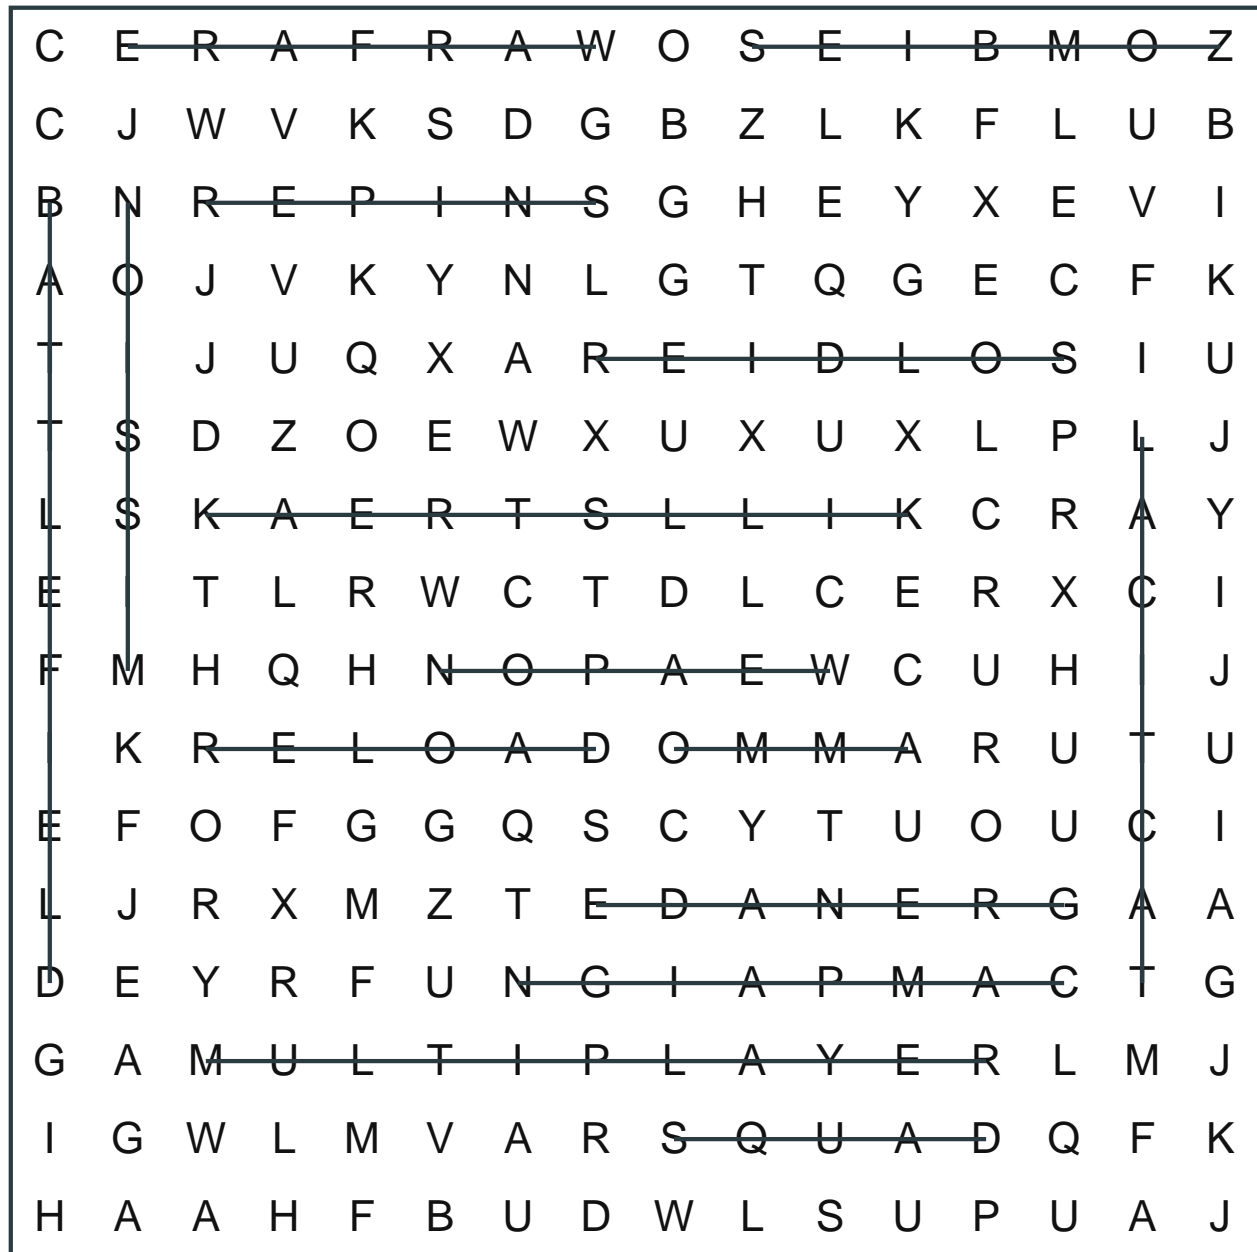 C E R A F R A W O S E I B M O Z
C J W V K S D G B Z L K F L U B
B N R E P I N S G H E Y X E V I
A O J V K Y N L G T Q G E C F K
T I J U Q X A R E I D L O S I U
T S D Z O E W X U X U X L P L J
L S K A E R T S L L I K C R A Y
E I T L R W C T D L C E R X C I
F M H Q H N O P A E W C U H I J
I K R E L O A D O M M A R U T U
E F O F G G Q S C Y T U O U C I
L J R X M Z T E D A N E R G A A
D E Y R F U N G I A P M A C T G
G A M U L T I P L A Y E R L M J
I G W L M V A R S Q U A D Q F K
H A A H F B U D W L S U P U A J